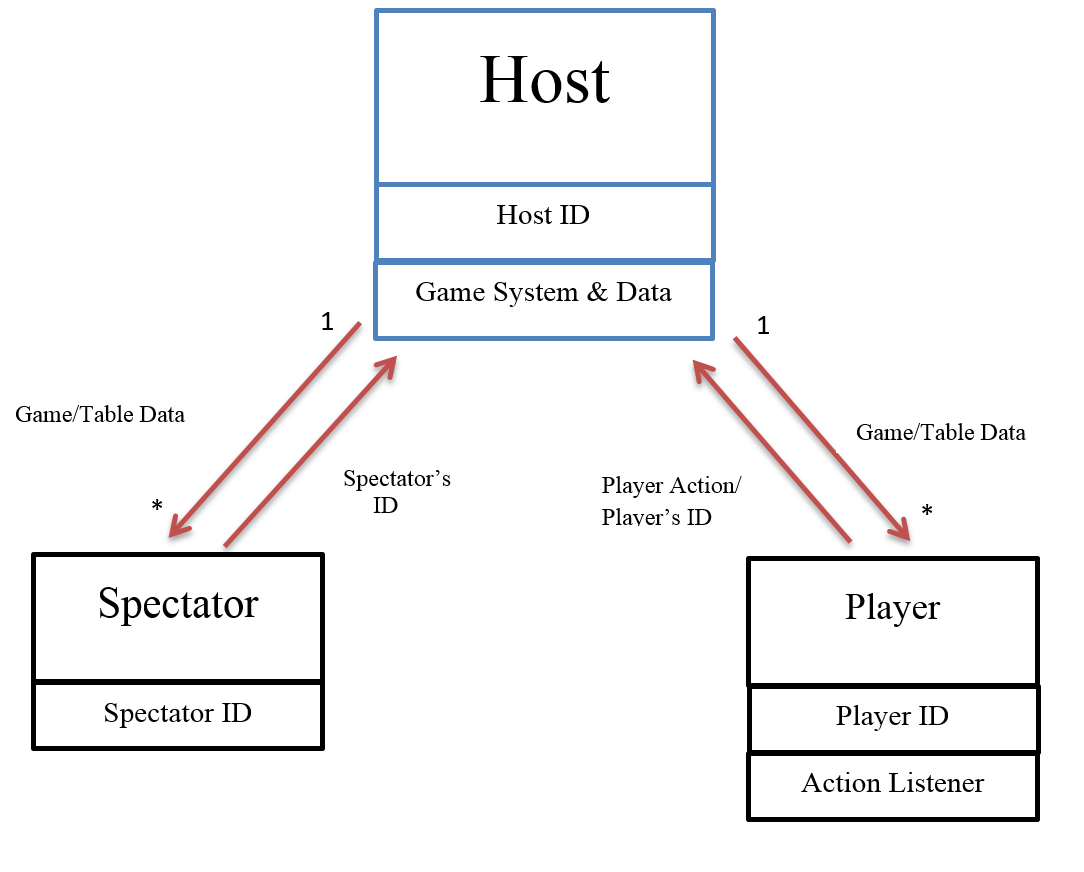 Host
Host ID
Game System & Data
1
1
Game/Table Data
Game/Table Data
Spectator's
ID
Player Action/
Plaver's ID
*
*
Spectator
Player
Spectator ID
Player ID
Action Listener